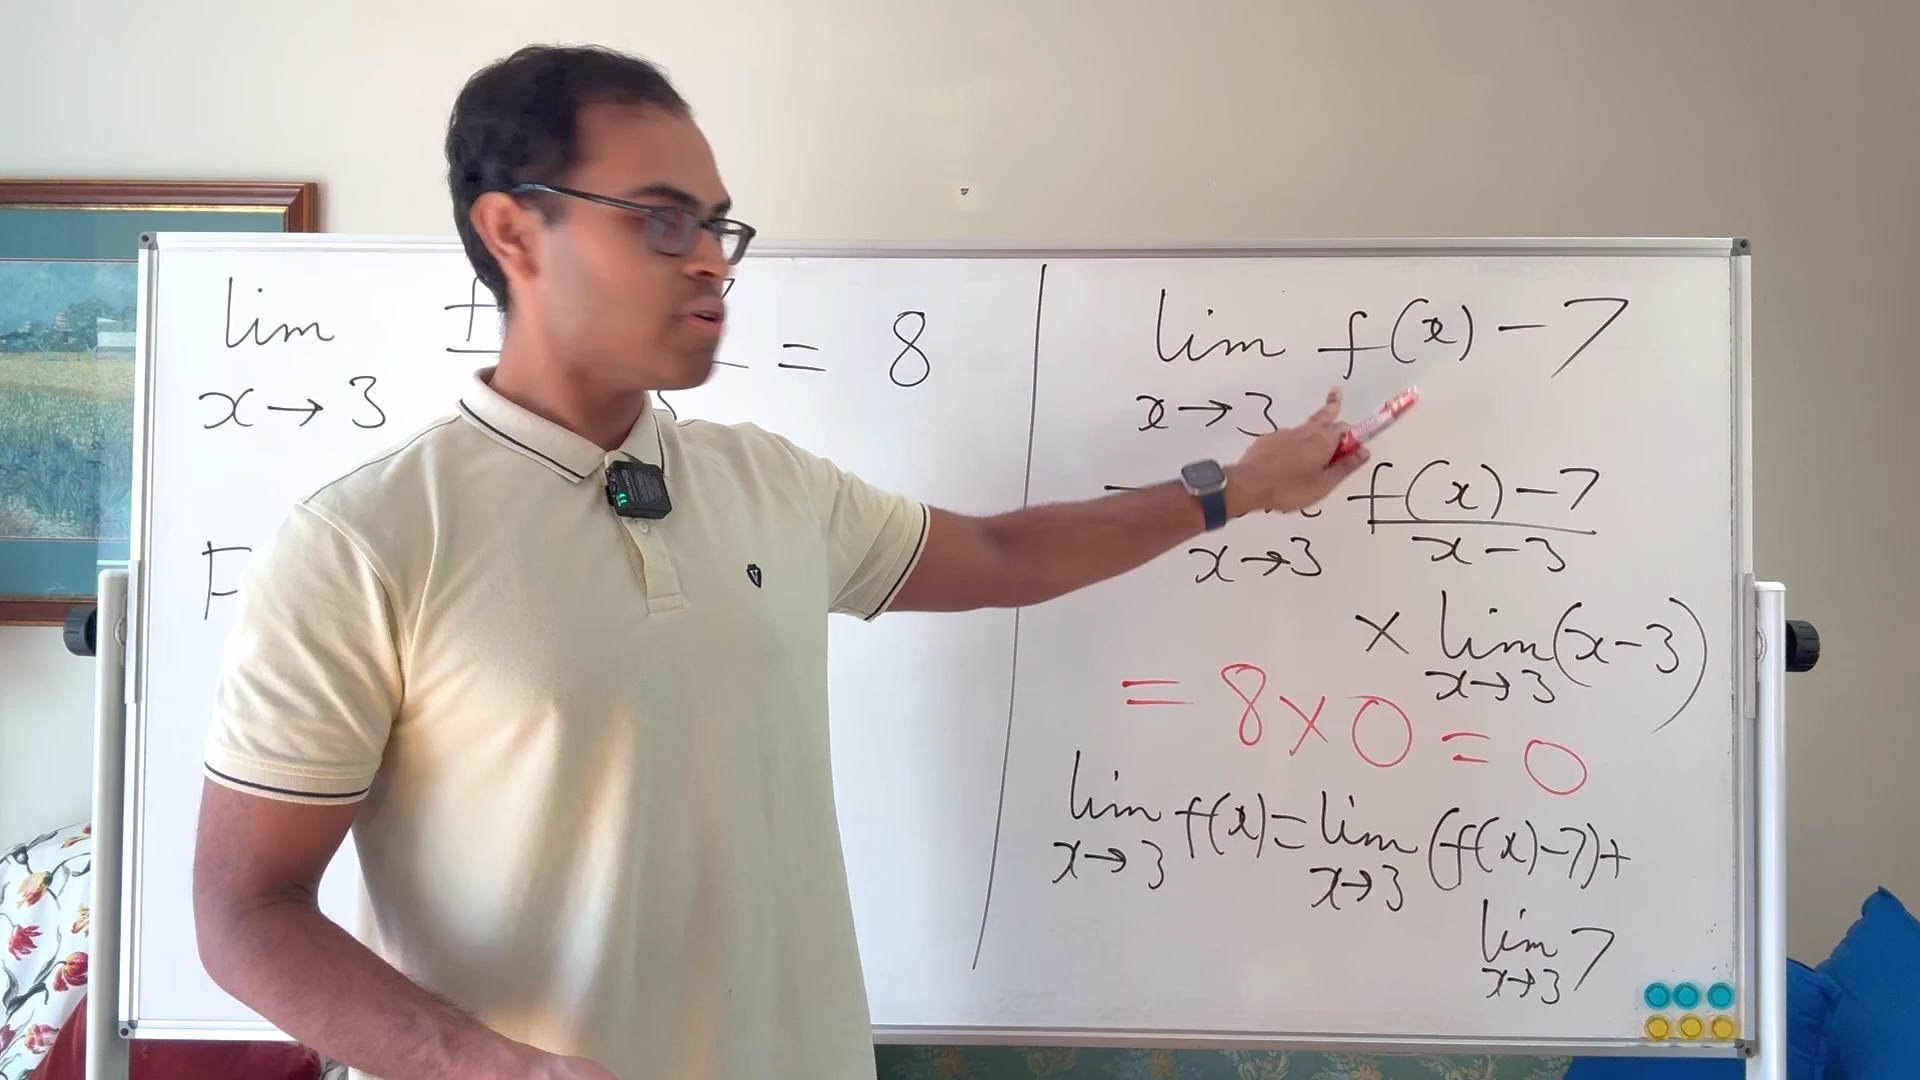 lim = 8
x→3
F
lim f(x) - 7
x→3
f(x) - 7
x→3 x - 3
× lim (x - 3)
x→3
= 8 × 0 = 0
lim f(x) = lim (f(x) - 7) +
x→3 x→3
lim 7
x→3